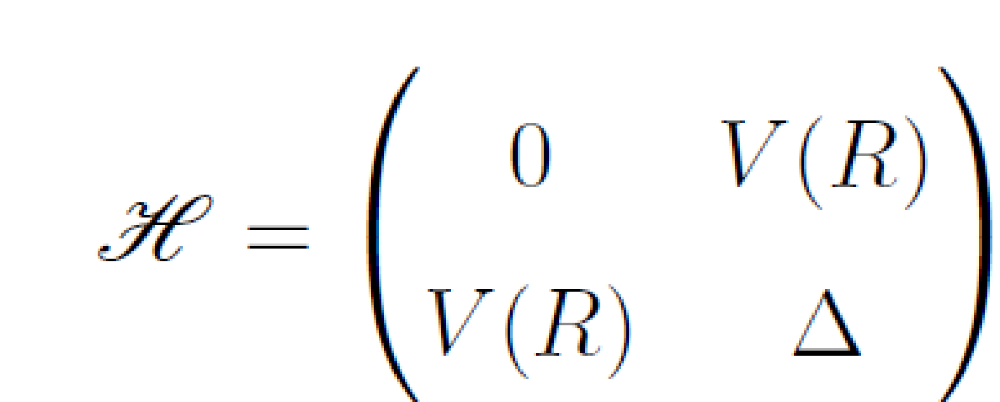 ℋ = ( 0 V(R)
V(R) Δ )